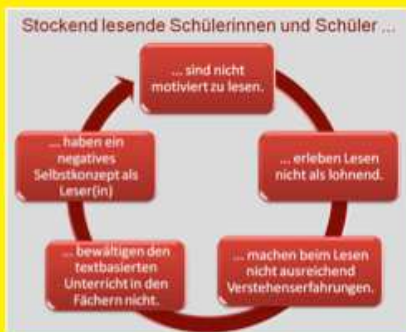 Stockend lesende Schülerinnen und Schüler ...
... sind nicht
motiviert zu lesen.
... erleben Lesen
nicht als lohnend.
... machen beim Lesen
nicht ausreichend
Verstehenserfahrungen.
... bewältigen den
textbasierten
Unterricht in den
Fächern nicht.
... haben ein
negatives
Selbstkonzept als
Leser(in)